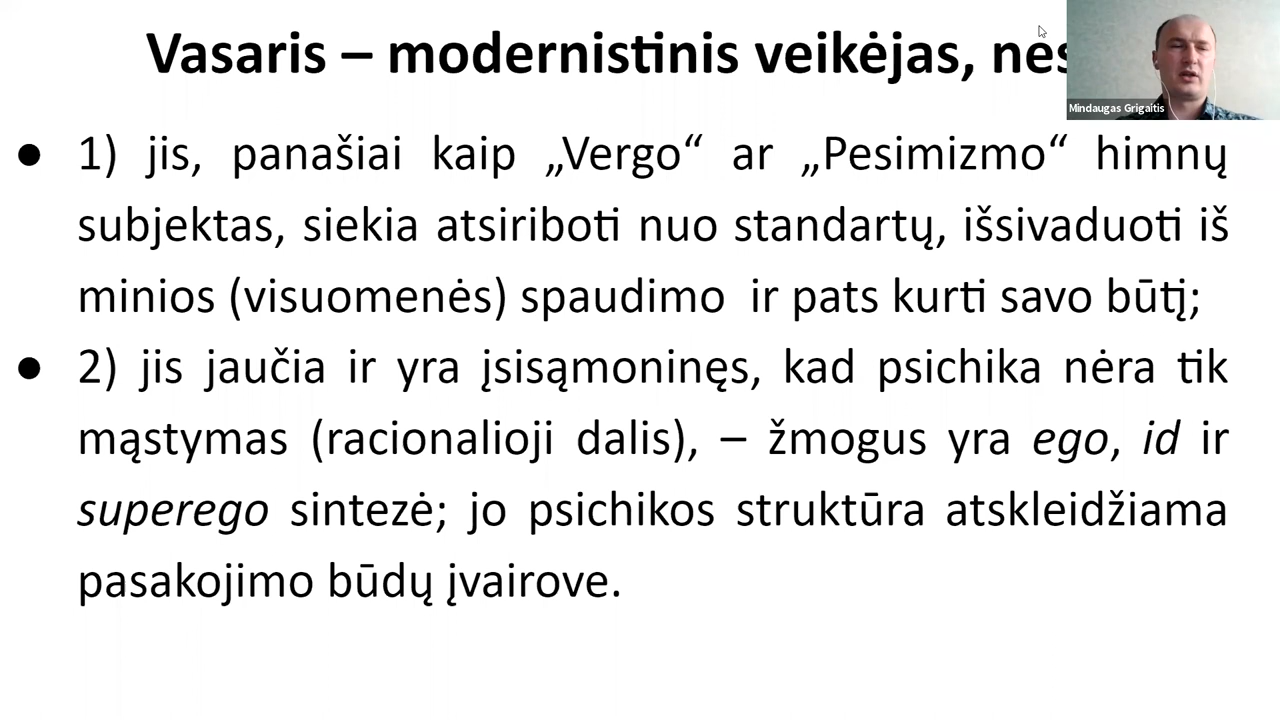 Vasaris – modernistinis veikėjas, nes
Mindaugas Grigaitis
● 1) jis, panašiai kaip „Vergo“ ar „Pesimizmo“ himnų
subjektas, siekia atsiriboti nuo standartų, išsivaduoti iš
minios (visuomenės) spaudimo ir pats kurti savo būtį;
● 2) jis jaučia ir yra įsisąmoninęs, kad psichika nėra tik
mąstymas (racionalioji dalis), – žmogus yra ego, id ir
superego sintezė; jo psichikos struktūra atskleidžiama
pasakojimo būdų įvairove.